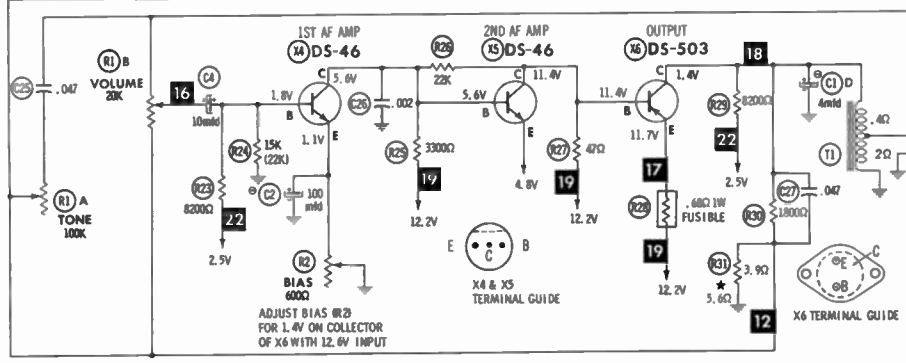 1ST AF AMP
X4 DS-46
2ND AF AMP
X5 DS-46
OUTPUT
X6 DS-503
R1 B
VOLUME
20K
C25
.047
R1 A
TONE
100K
16
C4
10mfd
R23
8200Ω
22
2.5V
R24
15K
(22K)
1.8V
B
C
5.6V
1.1V
E
C2
100
mfd
R2
BIAS
600Ω
ADJUST BIAS (R2)
FOR 1.4V ON COLLECTOR
OF X6 WITH 12.6V INPUT
C26
.002
R26
22K
R25
3300Ω
19
12.2V
5.6V
B
C
11.4V
E
4.8V
E
C
B
X4 & X5
TERMINAL GUIDE
R27
47Ω
19
12.2V
11.4V
B
C
1.4V
11.7V
E
17
R28
.68Ω 1W
FUSIBLE
19
12.2V
R29
8200Ω
22
2.5V
18
C1 D
4mfd
T1
.4Ω
2Ω
R30
1800Ω
C27
.047
R31
3.9Ω
★
5.6Ω
12
E
C
B
X6 TERMINAL GUIDE